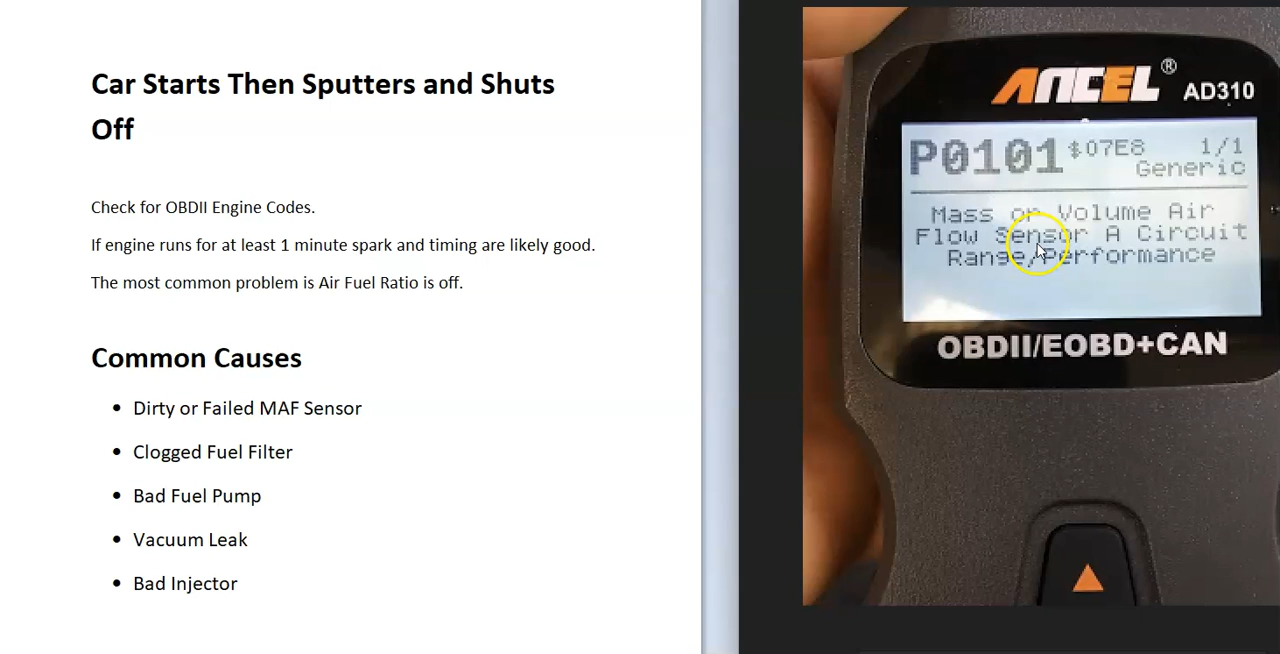 Car Starts Then Sputters and Shuts
Off
Check for OBDII Engine Codes.
If engine runs for at least 1 minute spark and timing are likely good.
The most common problem is Air Fuel Ratio is off.
Common Causes
• Dirty or Failed MAF Sensor
• Clogged Fuel Filter
• Bad Fuel Pump
• Vacuum Leak
• Bad Injector
ANCEL® AD310
P0101 $07E8 1/1
Generic
Mass or Volume Air
Flow Sensor A Circuit
Range/Performance
OBDII/EOBD+CAN